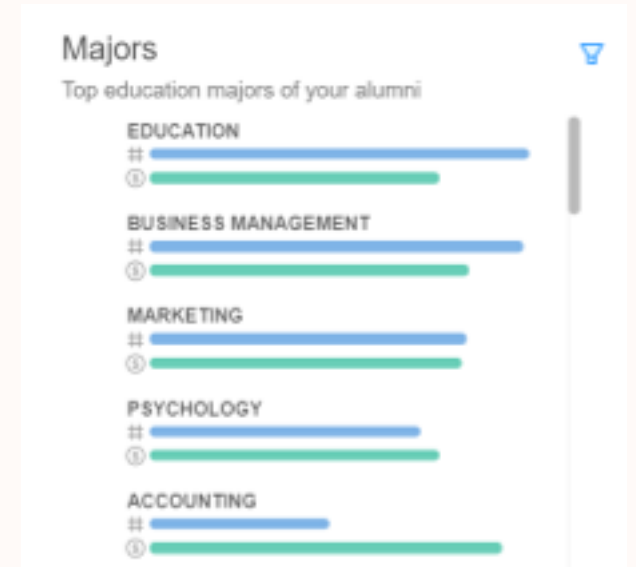 Majors
Top education majors of your alumni
EDUCATION
#
$
BUSINESS MANAGEMENT
#
$
MARKETING
#
$
PSYCHOLOGY
#
$
ACCOUNTING
#
$